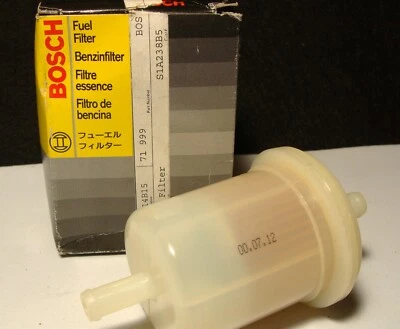 BOSCH
Fuel
Filter
Benzinfilter
Filtre
essence
Filtro de
bencina
フューエル
フィルター
71 999
BOS
S1A238B5
Filter
00.07.12